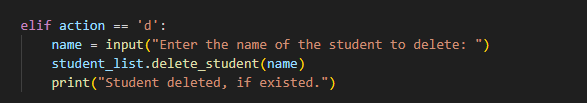 elif action == 'd':
    name = input("Enter the name of the student to delete: ")
    student_list.delete_student(name)
    print("Student deleted, if existed.")